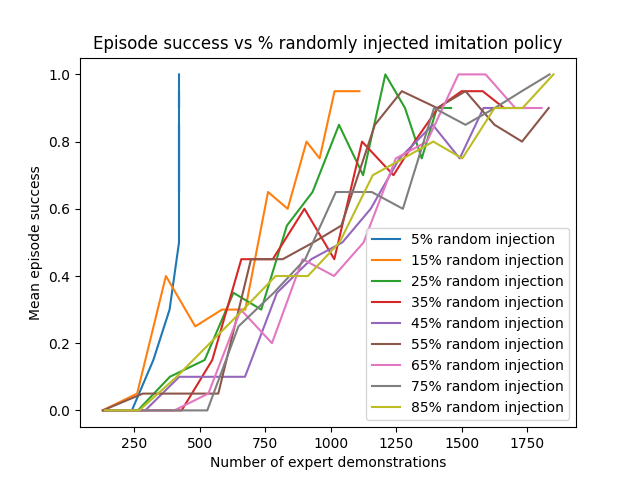 Episode success vs % randomly injected imitation policy
Mean episode success
1.0
0.8
0.6
0.4
0.2
0.0
5% random injection
15% random injection
25% random injection
35% random injection
45% random injection
55% random injection
65% random injection
75% random injection
85% random injection
250 500 750 1000 1250 1500 1750
Number of expert demonstrations